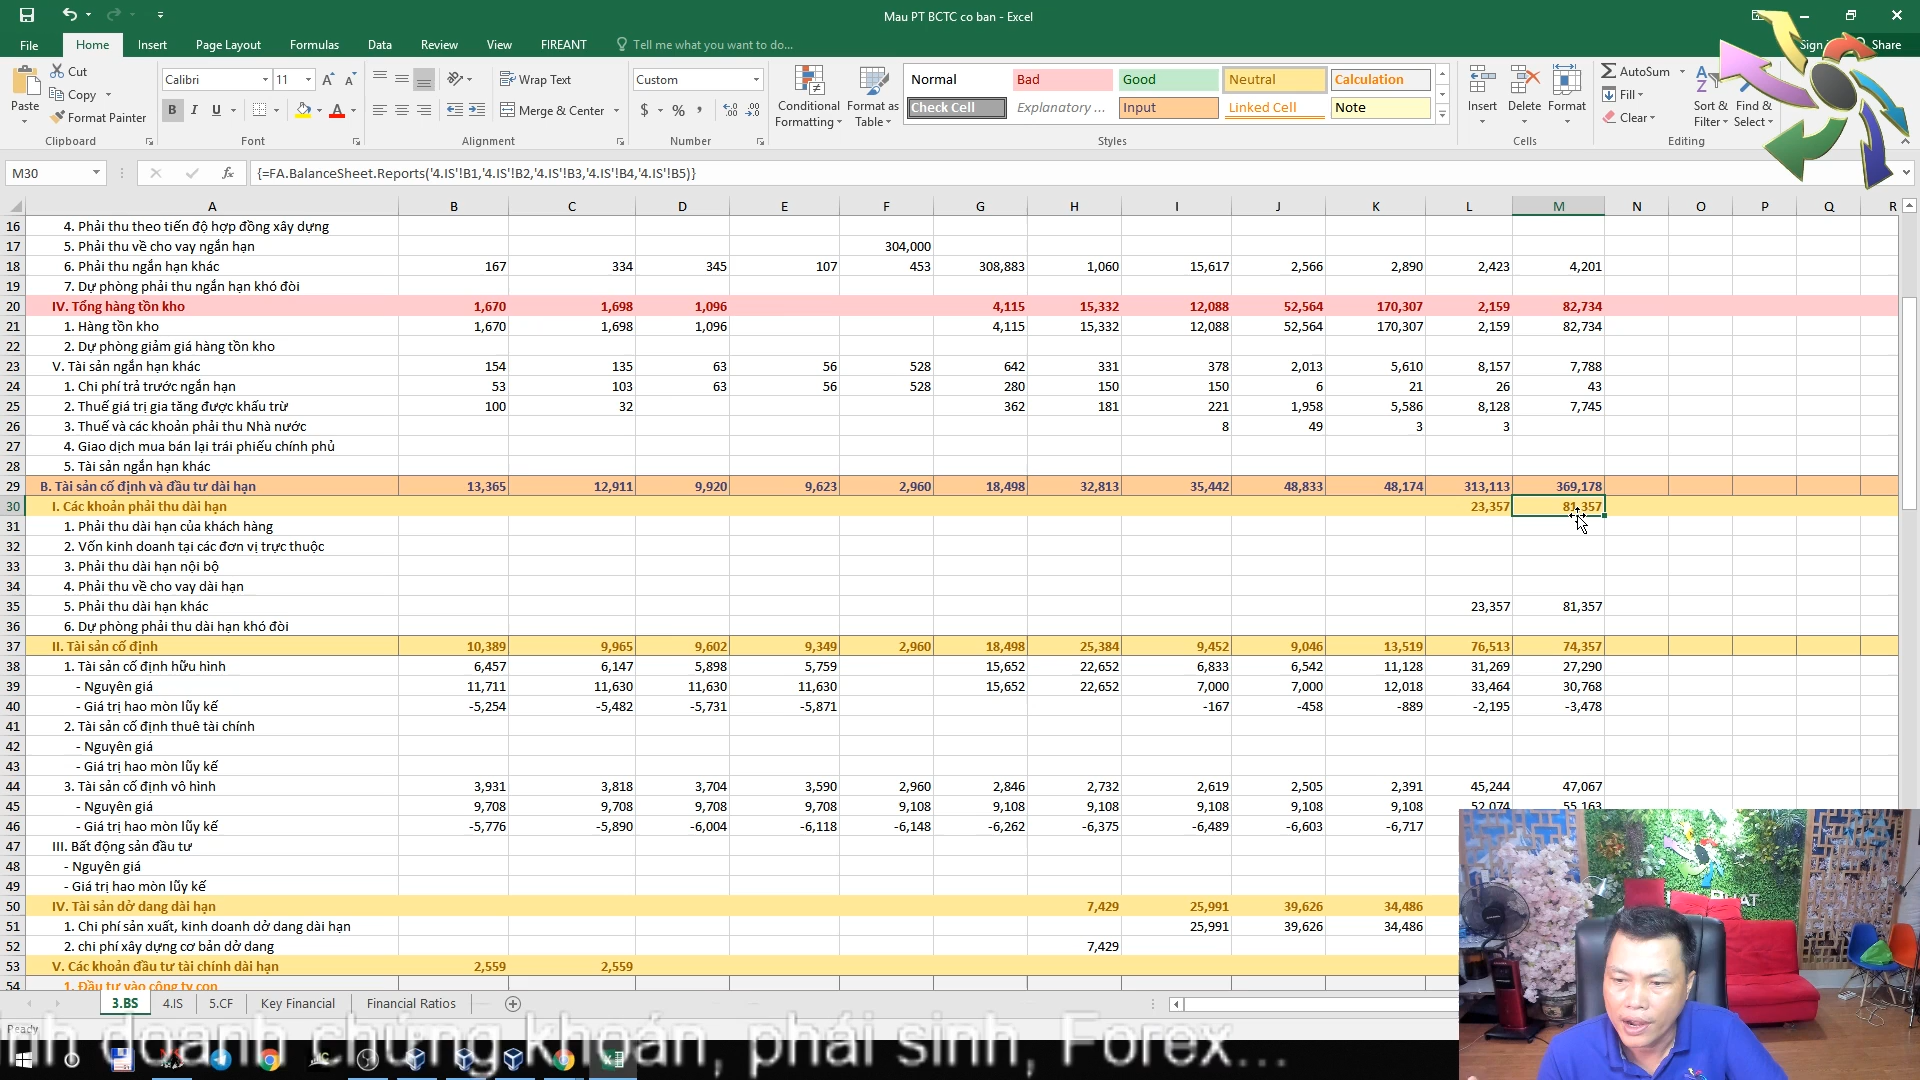 Mau PT BCTC co ban - Excel
File Home Insert Page Layout Formulas Data Review View FIREANT Tell me what you want to do... Share
Cut
Copy
Format Painter
Paste
Clipboard
Calibri 11
B I U
Font
Wrap Text
Merge & Center
Alignment
Custom
$ % ,
Number
Conditional Formatting
Format as Table
Normal Bad Good Neutral Calculation
Check Cell Explanatory ... Input Linked Cell Note
Styles
Insert Delete Format
Cells
AutoSum
Fill
Clear
Sort & Filter
Find & Select
Editing
M30 fx {=FA.BalanceSheet.Reports('4.IS'!B1,'4.IS'!B2,'4.IS'!B3,'4.IS'!B4,'4.IS'!B5)}
A B C D E F G H I J K L M N O P Q R
16 4. Phải thu theo tiến độ hợp đồng xây dựng
17 5. Phải thu về cho vay ngắn hạn 304,000
18 6. Phải thu ngắn hạn khác 167 334 345 107 453 308,883 1,060 15,617 2,566 2,890 2,423 4,201
19 7. Dự phòng phải thu ngắn hạn khó đòi
20 IV. Tổng hàng tồn kho 1,670 1,698 1,096 4,115 15,332 12,088 52,564 170,307 2,159 82,734
21 1. Hàng tồn kho 1,670 1,698 1,096 4,115 15,332 12,088 52,564 170,307 2,159 82,734
22 2. Dự phòng giảm giá hàng tồn kho
23 V. Tài sản ngắn hạn khác 154 135 63 56 528 642 331 378 2,013 5,610 8,157 7,788
24 1. Chi phí trả trước ngắn hạn 53 103 63 56 528 280 150 150 6 21 26 43
25 2. Thuế giá trị gia tăng được khấu trừ 100 32 362 181 221 1,958 5,586 8,128 7,745
26 3. Thuế và các khoản phải thu Nhà nước 8 49 3 3
27 4. Giao dịch mua bán lại trái phiếu chính phủ
28 5. Tài sản ngắn hạn khác
29 B. Tài sản cố định và đầu tư dài hạn 13,365 12,911 9,920 9,623 2,960 18,498 32,813 35,442 48,833 48,174 313,113 369,178
30 I. Các khoản phải thu dài hạn 23,357 81,357
31 1. Phải thu dài hạn của khách hàng
32 2. Vốn kinh doanh tại các đơn vị trực thuộc
33 3. Phải thu dài hạn nội bộ
34 4. Phải thu về cho vay dài hạn
35 5. Phải thu dài hạn khác 23,357 81,357
36 6. Dự phòng phải thu dài hạn khó đòi
37 II. Tài sản cố định 10,389 9,965 9,602 9,349 2,960 18,498 25,384 9,452 9,046 13,519 76,513 74,357
38 1. Tài sản cố định hữu hình 6,457 6,147 5,898 5,759 15,652 22,652 6,833 6,542 11,128 31,269 27,290
39 - Nguyên giá 11,711 11,630 11,630 11,630 15,652 22,652 7,000 7,000 12,018 33,464 30,768
40 - Giá trị hao mòn lũy kế -5,254 -5,482 -5,731 -5,871 -167 -458 -889 -2,195 -3,478
41 2. Tài sản cố định thuê tài chính
42 - Nguyên giá
43 - Giá trị hao mòn lũy kế
44 3. Tài sản cố định vô hình 3,931 3,818 3,704 3,590 2,960 2,846 2,732 2,619 2,505 2,391 45,244 47,067
45 - Nguyên giá 9,708 9,708 9,708 9,708 9,108 9,108 9,108 9,108 9,108 9,108 52,074 55,163
46 - Giá trị hao mòn lũy kế -5,776 -5,890 -6,004 -6,118 -6,148 -6,262 -6,375 -6,489 -6,603 -6,717
47 III. Bất động sản đầu tư
48 - Nguyên giá
49 - Giá trị hao mòn lũy kế
50 IV. Tài sản dở dang dài hạn 7,429 25,991 39,626 34,486
51 1. Chi phí sản xuất, kinh doanh dở dang dài hạn 25,991 39,626 34,486
52 2. chi phí xây dựng cơ bản dở dang 7,429
53 V. Các khoản đầu tư tài chính dài hạn 2,559 2,559
54 1. Đầu tư vào công ty con
3.BS 4.IS 5.CF Key Financial Financial Ratios
Ready
doanh chứng khoán, phái sinh, Forex...